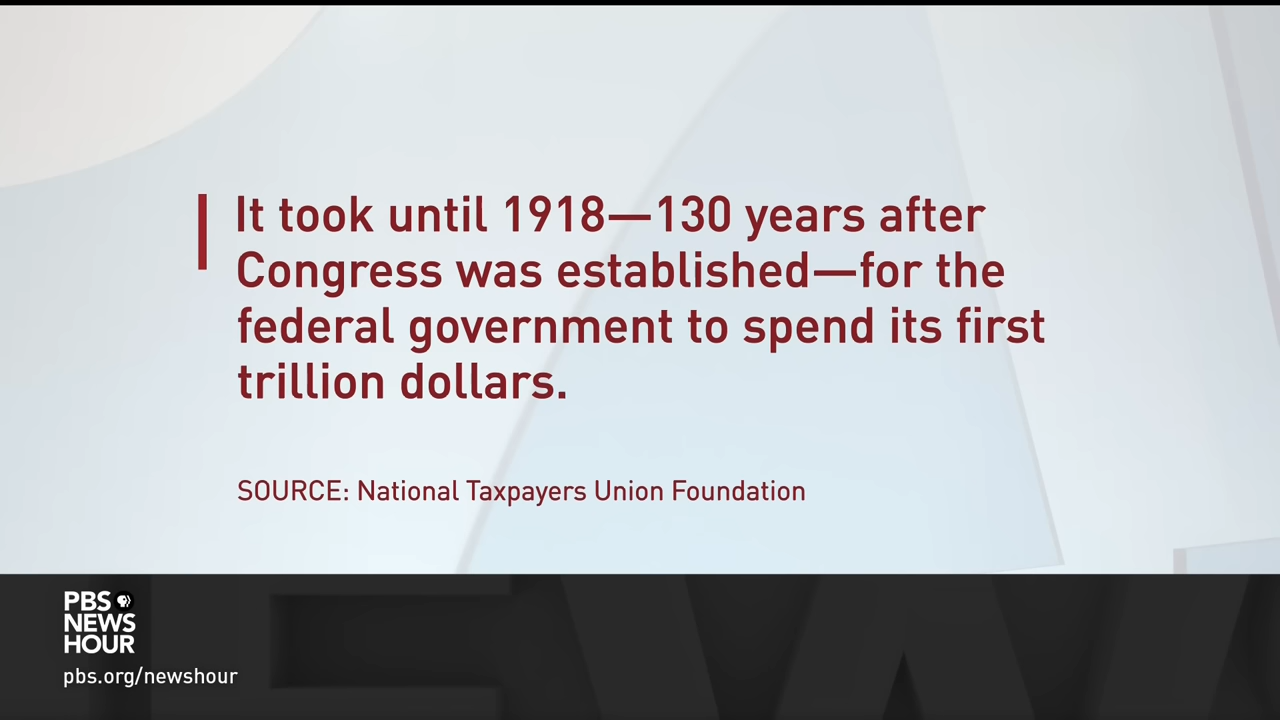 It took until 1918—130 years after
Congress was established—for the
federal government to spend its first
trillion dollars.
SOURCE: National Taxpayers Union Foundation
PBS
NEWS
HOUR
pbs.org/newshour